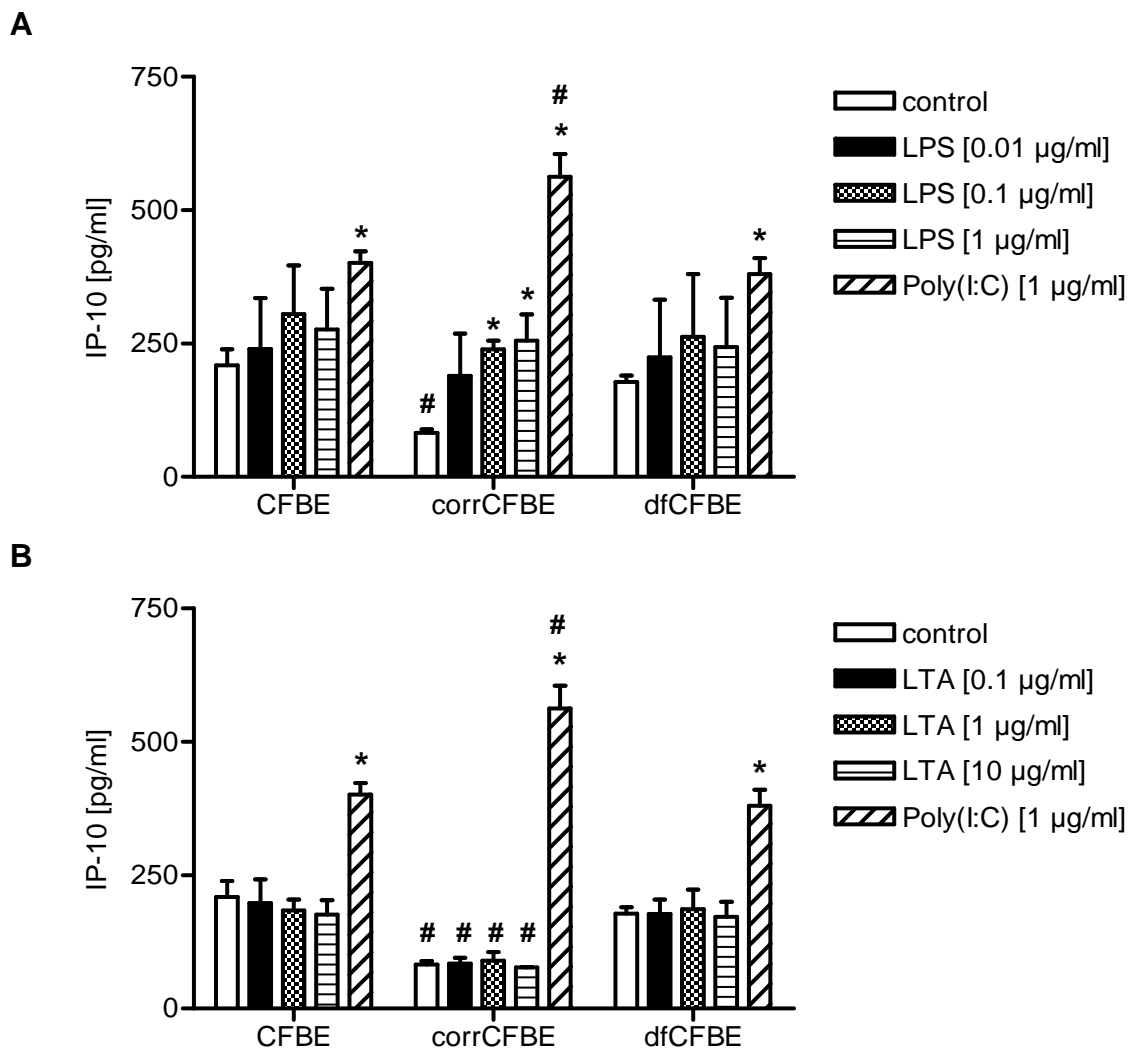 A
750
500
250
0
IP-10 [pg/ml]
#
*
#
*
*
*
*
CFBE
corrCFBE
dfCFBE
control
LPS [0.01 µg/ml]
LPS [0.1 µg/ml]
LPS [1 µg/ml]
Poly(I:C) [1 µg/ml]
B
750
500
250
0
IP-10 [pg/ml]
#
*
*
*
# # # #
CFBE
corrCFBE
dfCFBE
control
LTA [0.1 µg/ml]
LTA [1 µg/ml]
LTA [10 µg/ml]
Poly(I:C) [1 µg/ml]